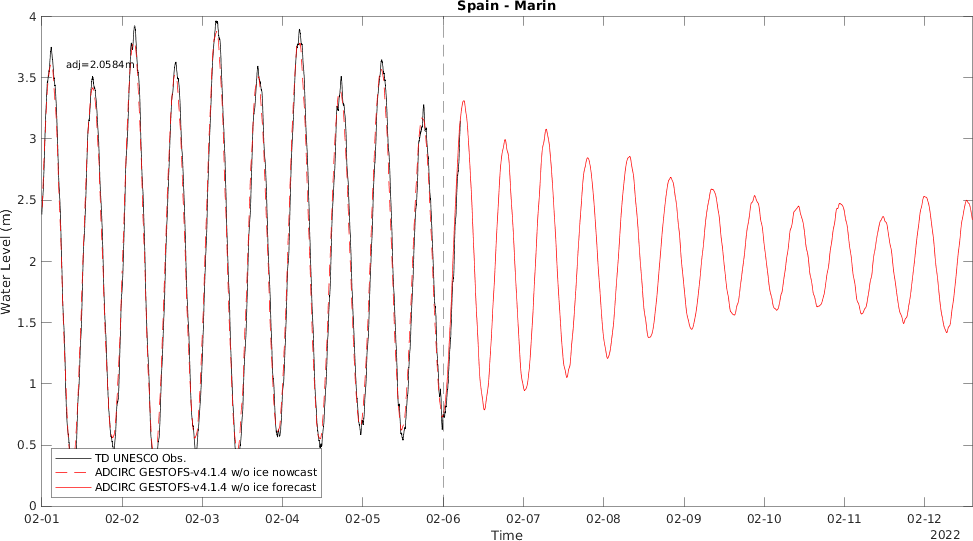 Spain - Marin
4
3.5
3
2.5
2
1.5
1
0.5
0
Water Level (m)
adj=2.0584m
TD UNESCO Obs.
ADCIRC GESTOFS-v4.1.4 w/o ice nowcast
ADCIRC GESTOFS-v4.1.4 w/o ice forecast
02-01 02-02 02-03 02-04 02-05 02-06 02-07 02-08 02-09 02-10 02-11 02-12
Time
2022